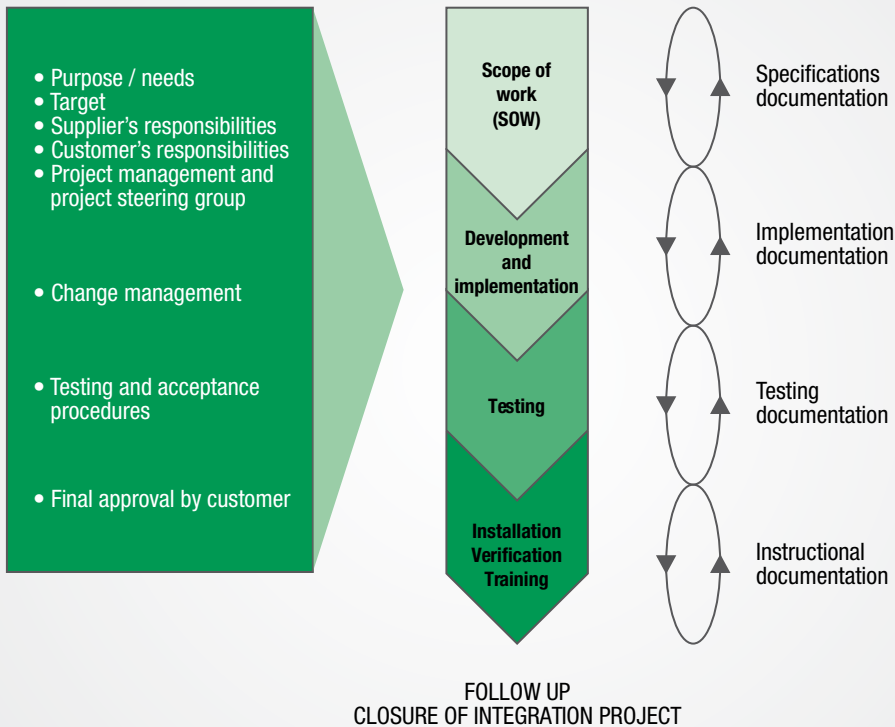 • Purpose / needs
• Target
• Supplier’s responsibilities
• Customer’s responsibilities
• Project management and
project steering group
• Change management
• Testing and acceptance
procedures
• Final approval by customer
Scope of
work
(SOW)
Development
and
implementation
Testing
Installation
Verification
Training
Specifications
documentation
Implementation
documentation
Testing
documentation
Instructional
documentation
FOLLOW UP
CLOSURE OF INTEGRATION PROJECT